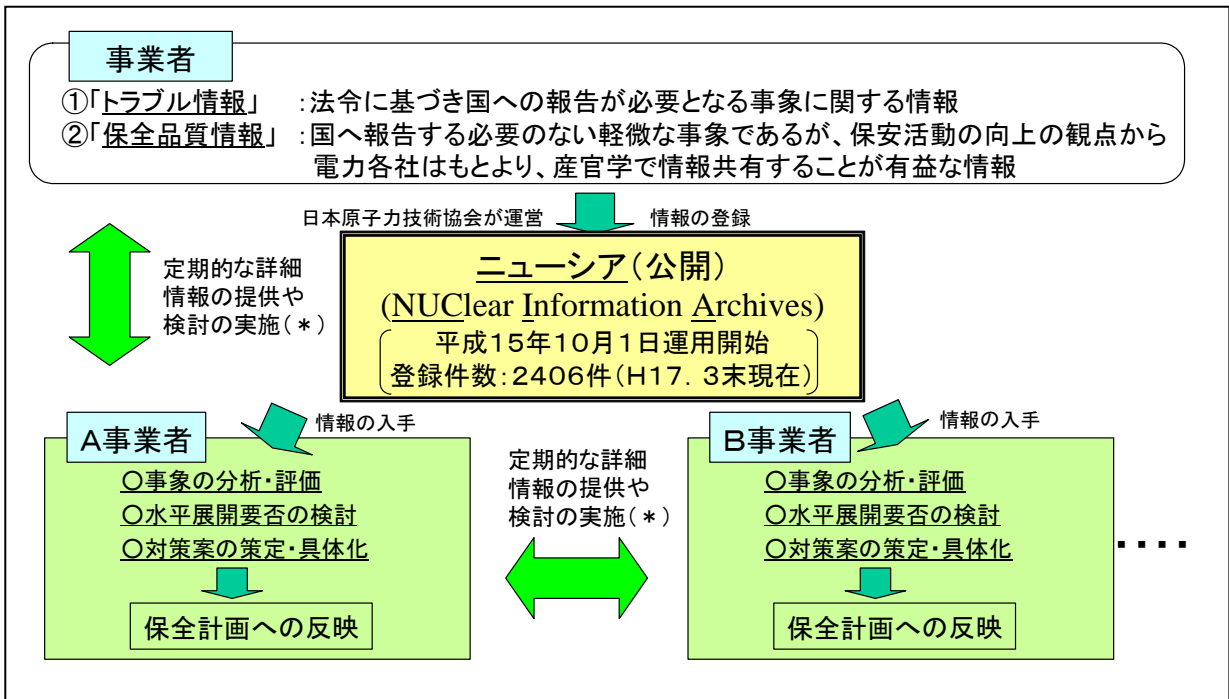 事業者
①「トラブル情報」 :法令に基づき国への報告が必要となる事象に関する情報
②「保全品質情報」 :国へ報告する必要のない軽微な事象であるが、保安活動の向上の観点から
電力各社はもとより、産官学で情報共有することが有益な情報
日本原子力技術協会が運営
情報の登録
ニューシア(公開)
(NUClear Information Archives)
平成15年10月1日運用開始
登録件数:2406件(H17.3末現在)
定期的な詳細
情報の提供や
検討の実施(*)
情報の入手
A事業者
○事象の分析・評価
○水平展開要否の検討
○対策案の策定・具体化
保全計画への反映
定期的な詳細
情報の提供や
検討の実施(*)
情報の入手
B事業者
○事象の分析・評価
○水平展開要否の検討
○対策案の策定・具体化
保全計画への反映
････